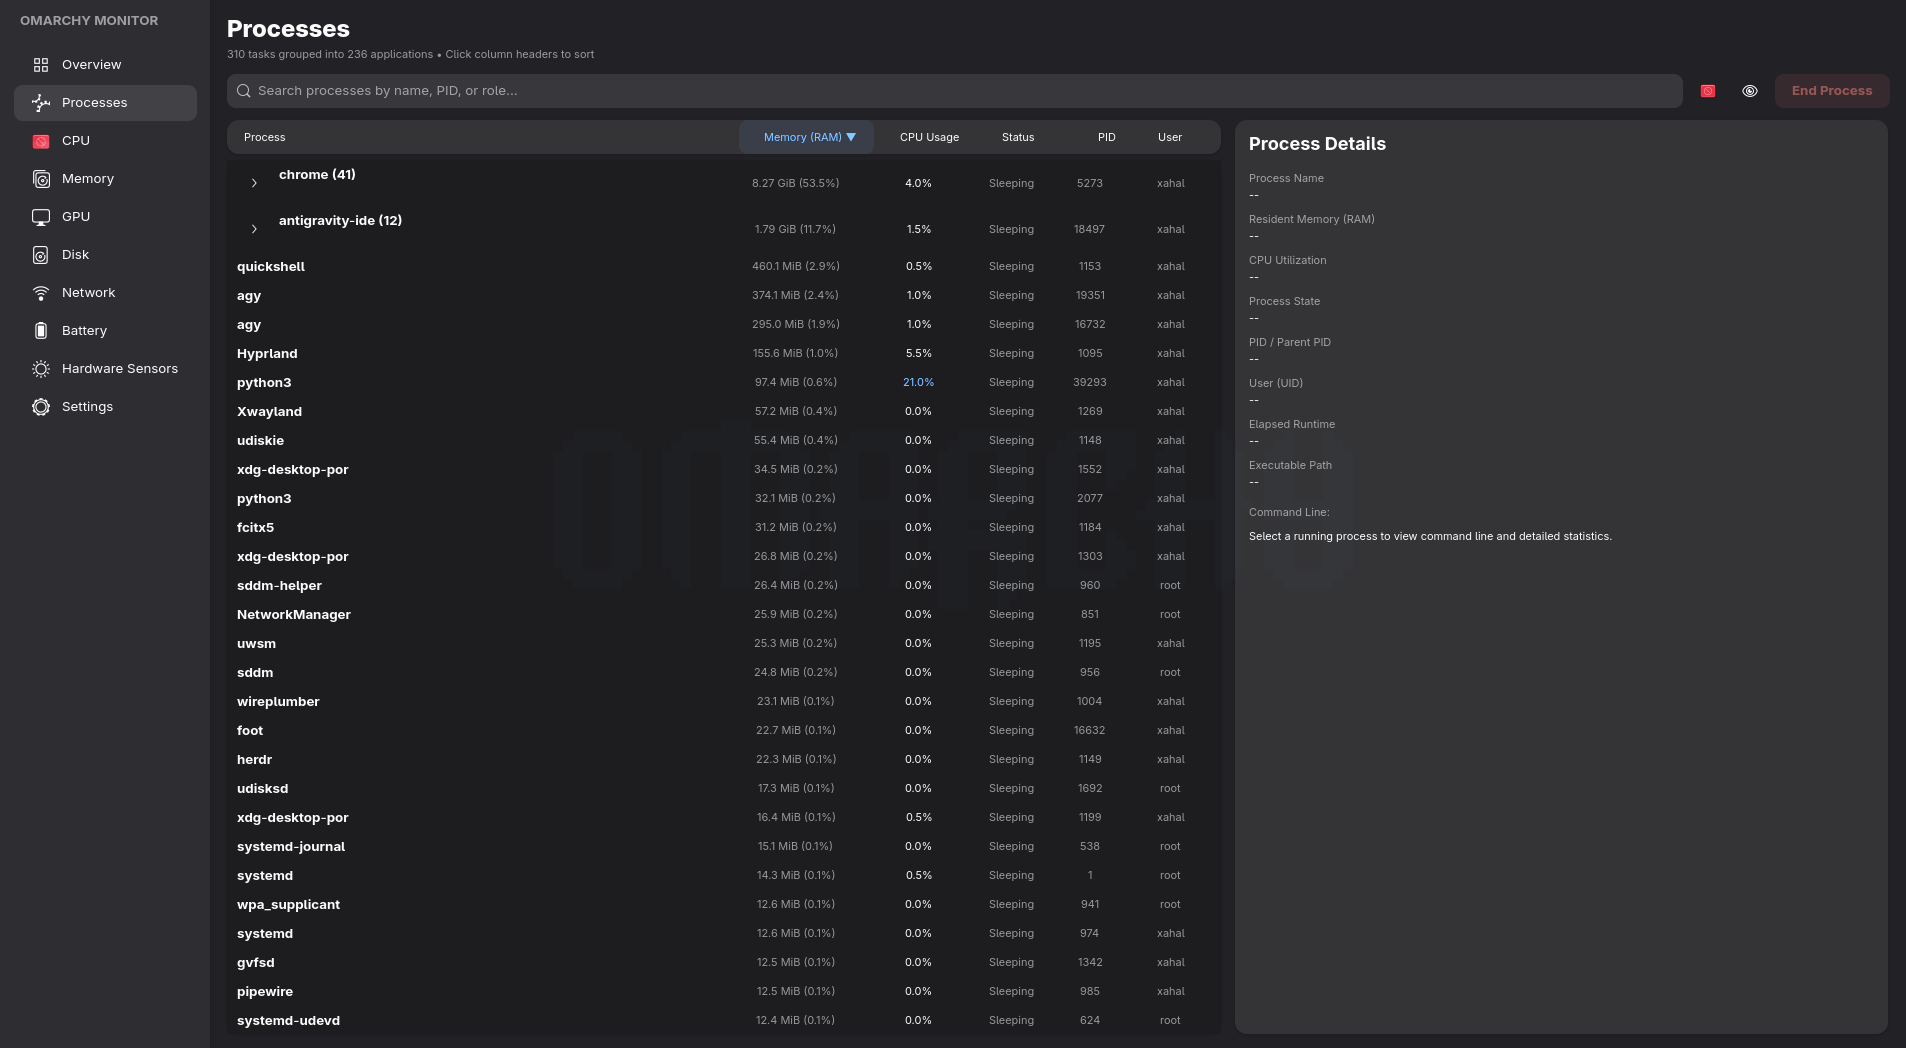 OMARCHY MONITOR
Overview
Processes
CPU
Memory
GPU
Disk
Network
Battery
Hardware Sensors
Settings
Processes
310 tasks grouped into 236 applications • Click column headers to sort
Search processes by name, PID, or role...
End Process
Process Memory (RAM) ▼ CPU Usage Status PID User
chrome (41) 8.27 GiB (53.5%) 4.0% Sleeping 5273 xahal
antigravity-ide (12) 1.79 GiB (11.7%) 1.5% Sleeping 18497 xahal
quickshell 460.1 MiB (2.9%) 0.5% Sleeping 1153 xahal
agy 374.1 MiB (2.4%) 1.0% Sleeping 19351 xahal
agy 295.0 MiB (1.9%) 1.0% Sleeping 16732 xahal
Hyprland 155.6 MiB (1.0%) 5.5% Sleeping 1095 xahal
python3 97.4 MiB (0.6%) 21.0% Sleeping 39293 xahal
Xwayland 57.2 MiB (0.4%) 0.0% Sleeping 1269 xahal
udiskie 55.4 MiB (0.4%) 0.0% Sleeping 1148 xahal
xdg-desktop-por 34.5 MiB (0.2%) 0.0% Sleeping 1552 xahal
python3 32.1 MiB (0.2%) 0.0% Sleeping 2077 xahal
fcitx5 31.2 MiB (0.2%) 0.0% Sleeping 1184 xahal
xdg-desktop-por 26.8 MiB (0.2%) 0.0% Sleeping 1303 xahal
sddm-helper 26.4 MiB (0.2%) 0.0% Sleeping 960 root
NetworkManager 25.9 MiB (0.2%) 0.0% Sleeping 851 root
uwsm 25.3 MiB (0.2%) 0.0% Sleeping 1195 xahal
sddm 24.8 MiB (0.2%) 0.0% Sleeping 956 root
wireplumber 23.1 MiB (0.1%) 0.0% Sleeping 1004 xahal
foot 22.7 MiB (0.1%) 0.0% Sleeping 16632 xahal
herdr 22.3 MiB (0.1%) 0.0% Sleeping 1149 xahal
udisksd 17.3 MiB (0.1%) 0.0% Sleeping 1692 root
xdg-desktop-por 16.4 MiB (0.1%) 0.5% Sleeping 1199 xahal
systemd-journal 15.1 MiB (0.1%) 0.0% Sleeping 538 root
systemd 14.3 MiB (0.1%) 0.5% Sleeping 1 root
wpa_supplicant 12.6 MiB (0.1%) 0.0% Sleeping 941 root
systemd 12.6 MiB (0.1%) 0.0% Sleeping 974 xahal
gvfsd 12.5 MiB (0.1%) 0.0% Sleeping 1342 xahal
pipewire 12.5 MiB (0.1%) 0.0% Sleeping 985 xahal
systemd-udevd 12.4 MiB (0.1%) 0.0% Sleeping 624 root
Process Details
Process Name
--
Resident Memory (RAM)
--
CPU Utilization
--
Process State
--
PID / Parent PID
--
User (UID)
--
Elapsed Runtime
--
Executable Path
--
Command Line:
Select a running process to view command line and detailed statistics.
OMARCHY